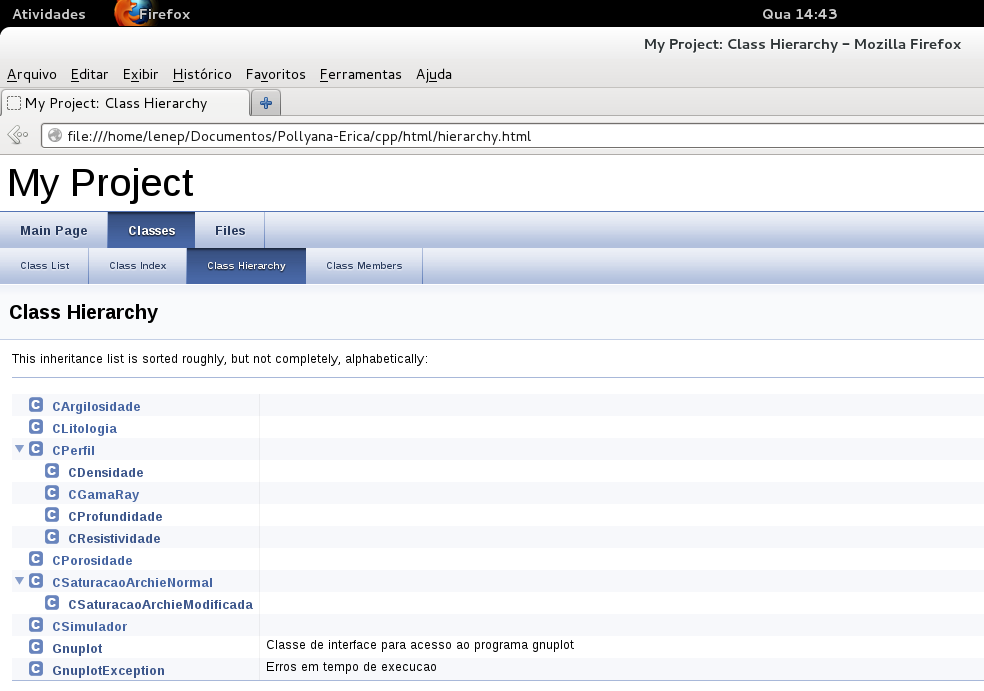 Atividades Firefox Qua 14:43
My Project: Class Hierarchy - Mozilla Firefox
Arquivo Editar Exibir Histórico Favoritos Ferramentas Ajuda
My Project: Class Hierarchy
file:///home/lenep/Documentos/Pollyana-Erica/cpp/html/hierarchy.html
My Project
Main Page Classes Files
Class List Class Index Class Hierarchy Class Members
Class Hierarchy
This inheritance list is sorted roughly, but not completely, alphabetically:
C CArgilosidade
C CLitologia
C CPerfil
C CDensidade
C CGamaRay
C CProfundidade
C CResistividade
C CPorosidade
C CSaturacaoArchieNormal
C CSaturacaoArchieModificada
C CSimulador
C Gnuplot Classe de interface para acesso ao programa gnuplot
C GnuplotException Erros em tempo de execucao